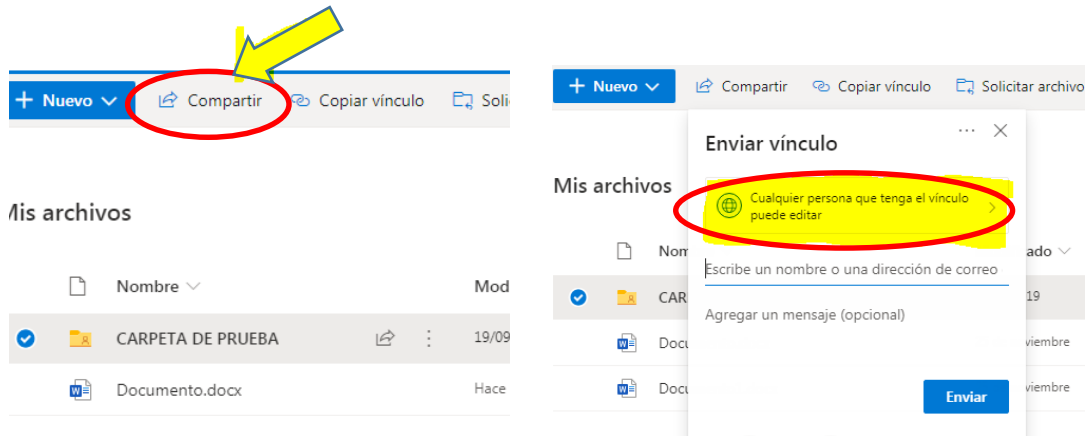 Nuevo Compartir Copiar vínculo Soli
Mis archivos
Nombre Mod
CARPETA DE PRUEBA 19/09
Documento.docx Hace
Nuevo Compartir Copiar vínculo Solicitar archivo
Enviar vínculo
Mis archivos
Cualquier persona que tenga el vínculo
puede editar
Nom ado
Escribe un nombre o una dirección de correo
CAR 19
Agregar un mensaje (opcional)
Docu viembre
Docu viembre
Enviar